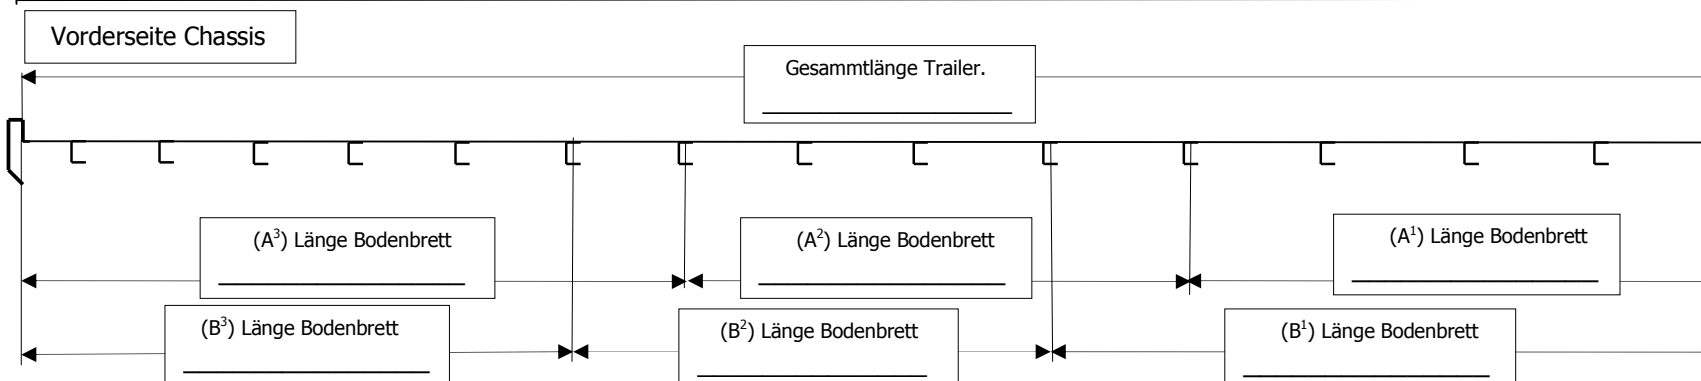 Vorderseite Chassis
Gesammtlänge Trailer.
(A³) Länge Bodenbrett
(A²) Länge Bodenbrett
(A¹) Länge Bodenbrett
(B³) Länge Bodenbrett
(B²) Länge Bodenbrett
(B¹) Länge Bodenbrett